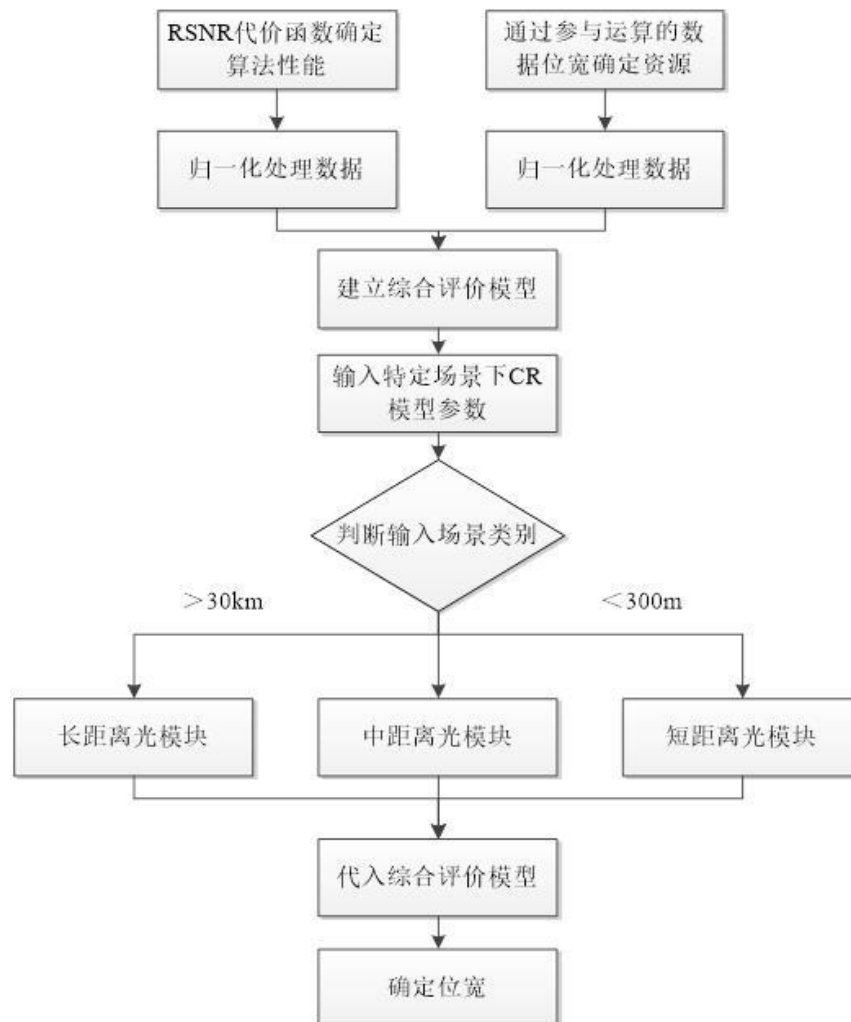 RSNR代价函数确定
算法性能
通过参与运算的数
据位宽确定资源
归一化处理数据
归一化处理数据
建立综合评价模型
输入特定场景下CR
模型参数
判断输入场景类别
＞30km
＜300m
长距离光模块
中距离光模块
短距离光模块
代入综合评价模型
确定位宽